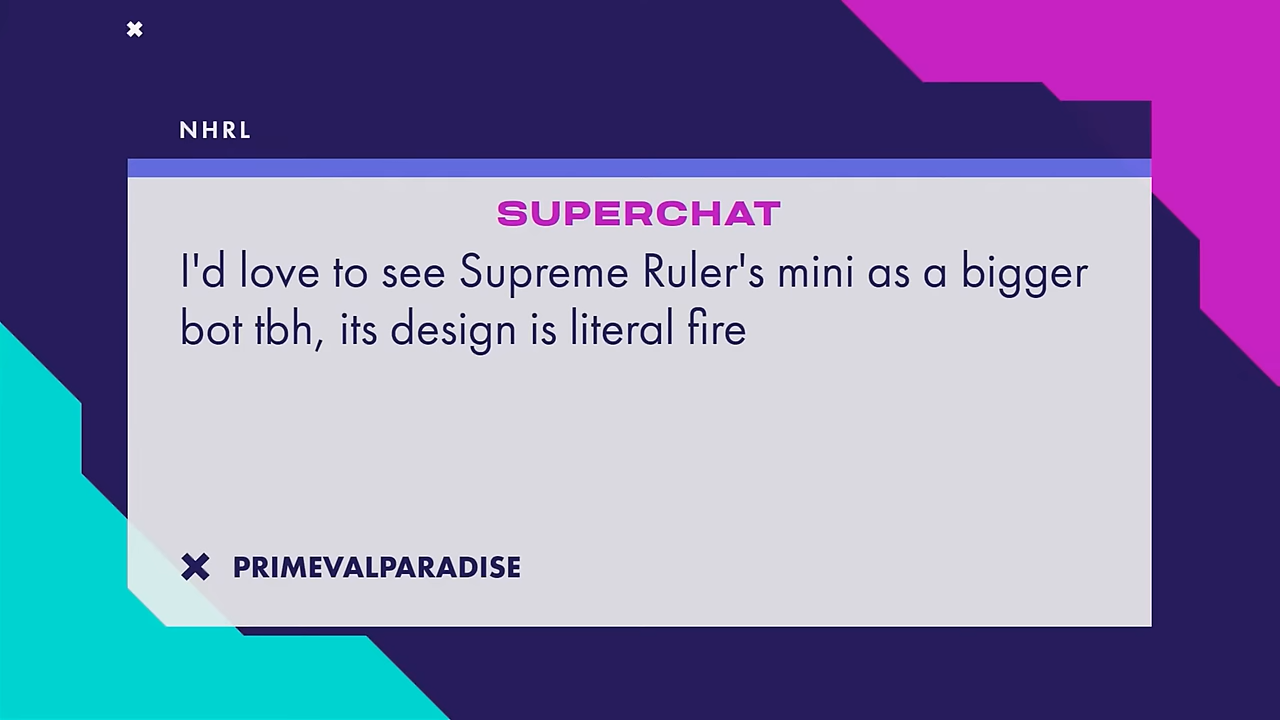 NHRL
SUPERCHAT
I'd love to see Supreme Ruler's mini as a bigger
bot tbh, its design is literal fire
PRIMEVALPARADISE